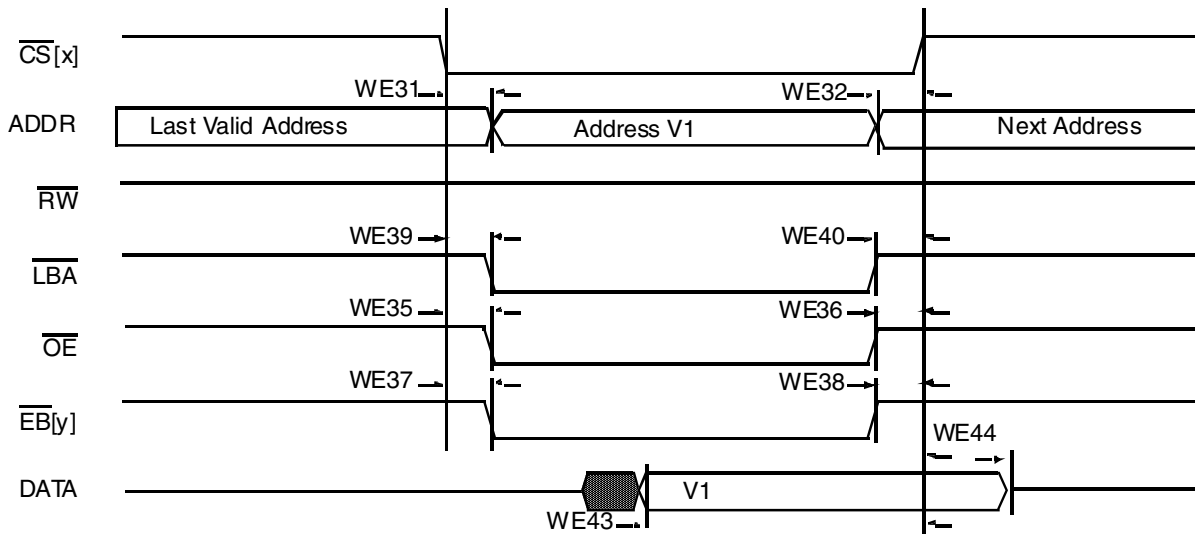 CS[x]
WE31 WE32
ADDR Last Valid Address Address V1 Next Address
RW
WE39 WE40
LBA
WE35 WE36
OE
WE37 WE38
EB[y]
WE44
DATA V1
WE43